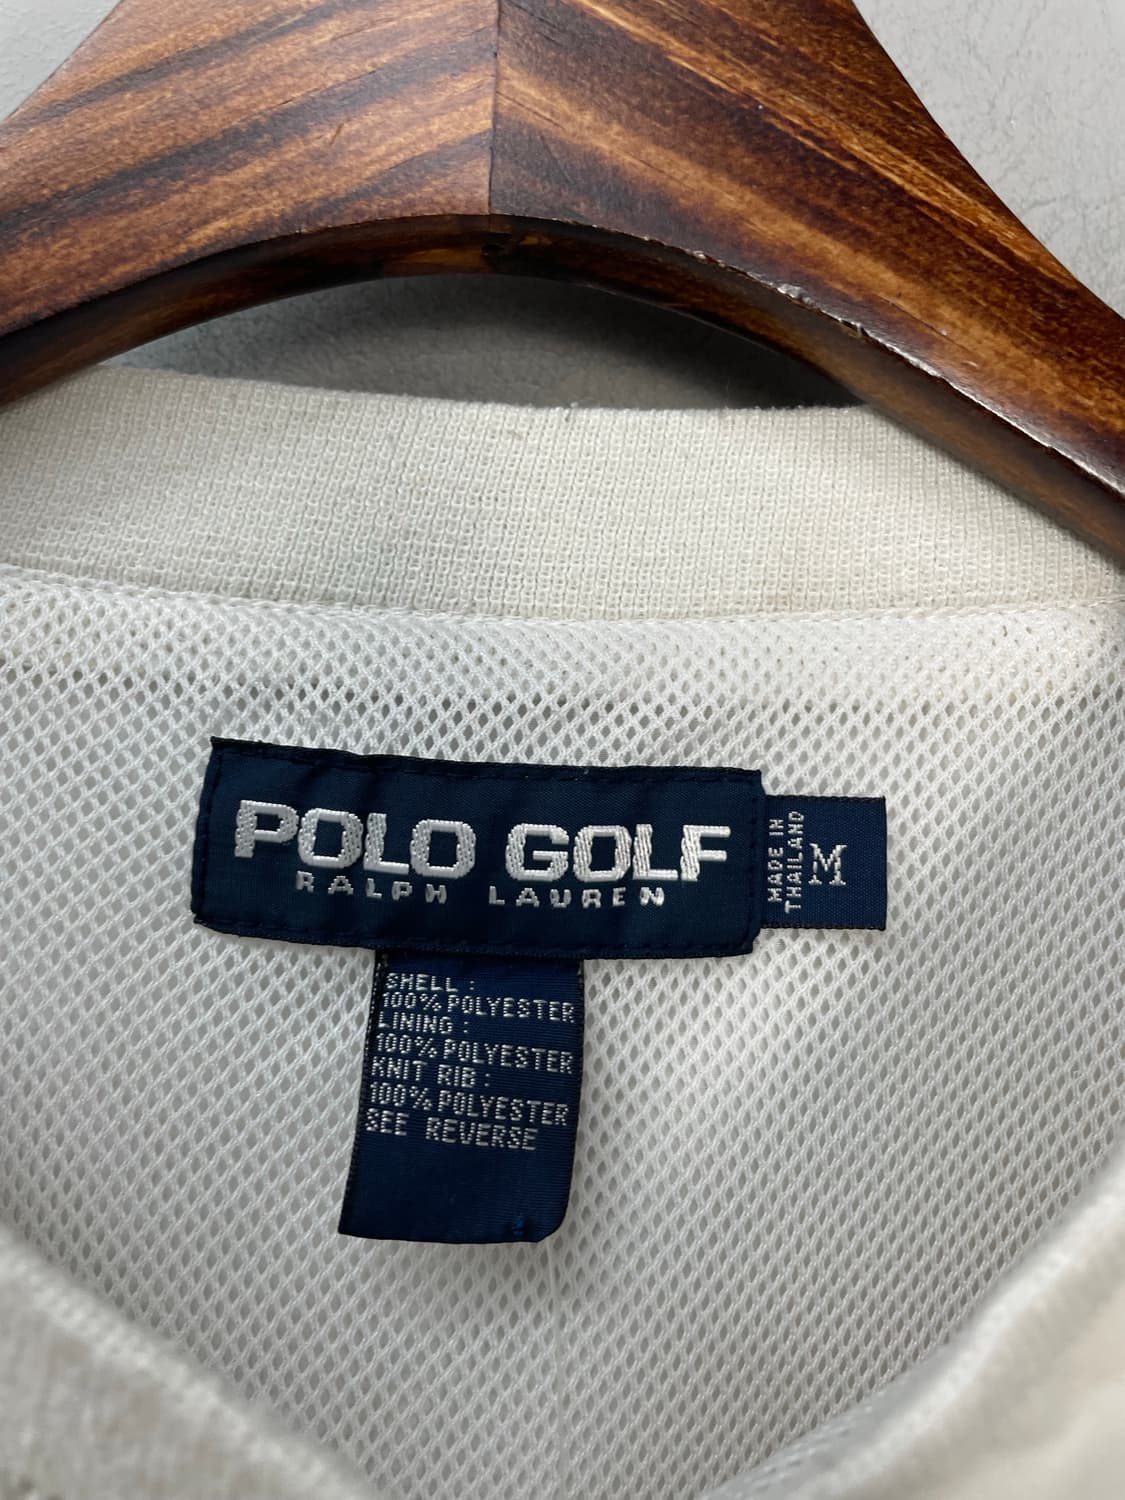 POLO GOLF
RALPH LAUREN
MADE IN
THAILAND
M
SHELL :
100% POLYESTER
LINING :
100% POLYESTER
KNIT RIB :
100% POLYESTER
SEE REVERSE